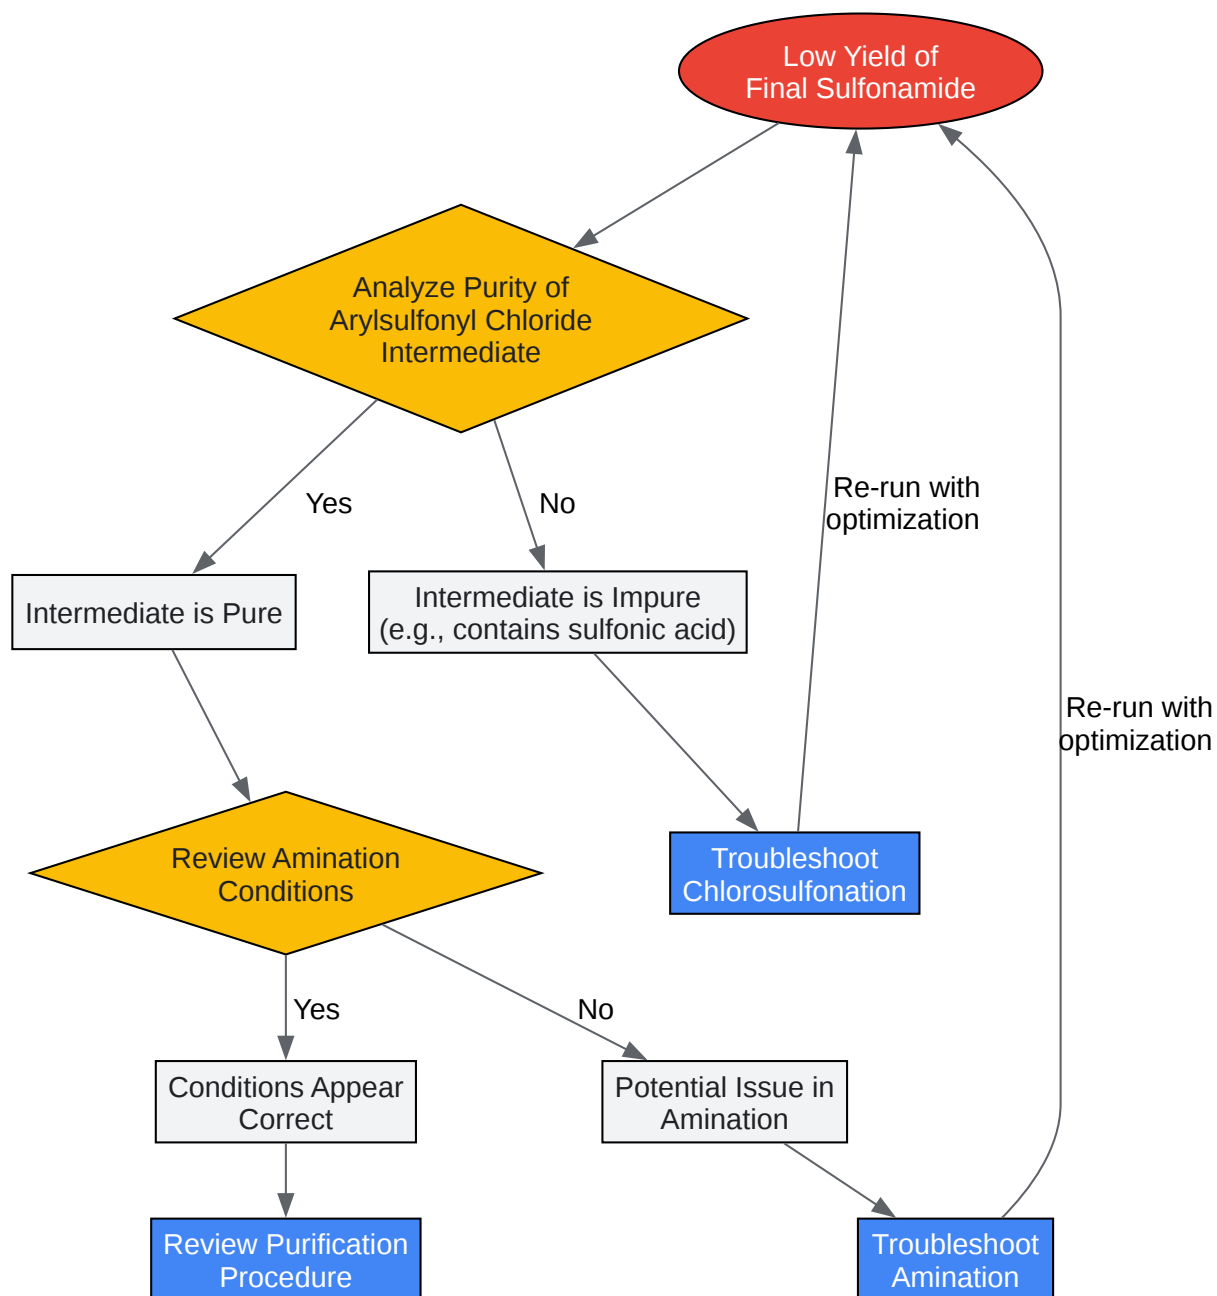 Low Yield of
Final Sulfonamide
Analyze Purity of
Arylsulfonyl Chloride
Intermediate
Yes
No
Re-run with
optimization
Intermediate is Pure
Intermediate is Impure
(e.g., contains sulfonic acid)
Re-run with
optimization
Review Amination
Conditions
Troubleshoot
Chlorosulfonation
Yes
No
Conditions Appear
Correct
Potential Issue in
Amination
Review Purification
Procedure
Troubleshoot
Amination